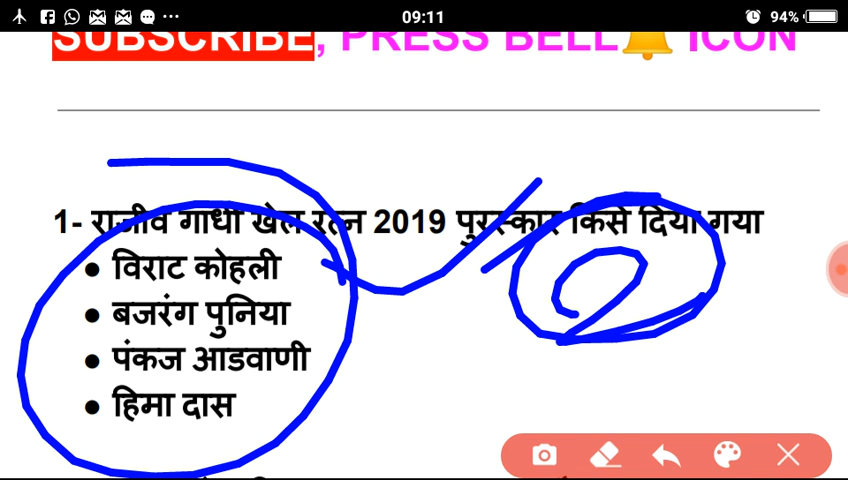 09:11 94%
SUBSCRIBE, PRESS BELL🔔 ICON
1- राजीव गाधी खेल रत्न 2019 पुरस्कार किसे दिया गया
● विराट कोहली
● बजरंग पुनिया
● पंकज आडवाणी
● हिमा दास